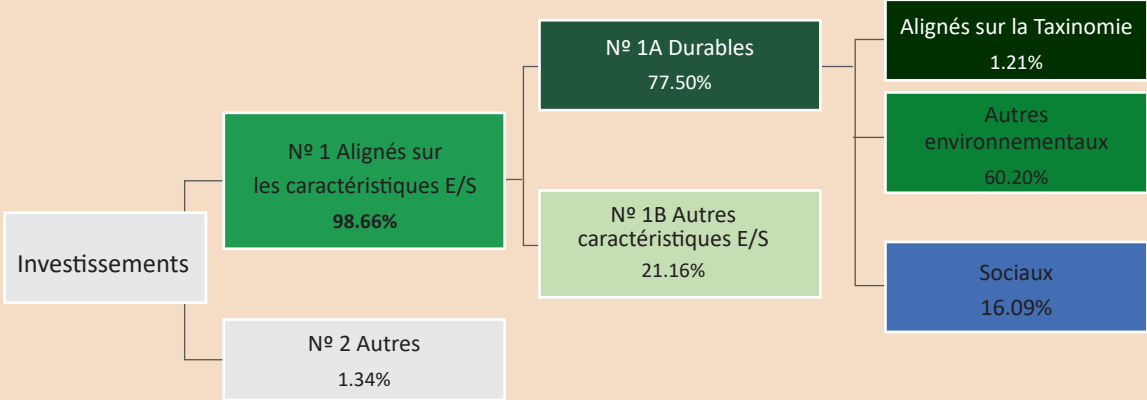 Investissements
Nº 1 Alignés sur
les caractéristiques E/S
98.66%
Nº 2 Autres
1.34%
Nº 1A Durables
77.50%
Nº 1B Autres
caractéristiques E/S
21.16%
Alignés sur la Taxinomie
1.21%
Autres
environnementaux
60.20%
Sociaux
16.09%